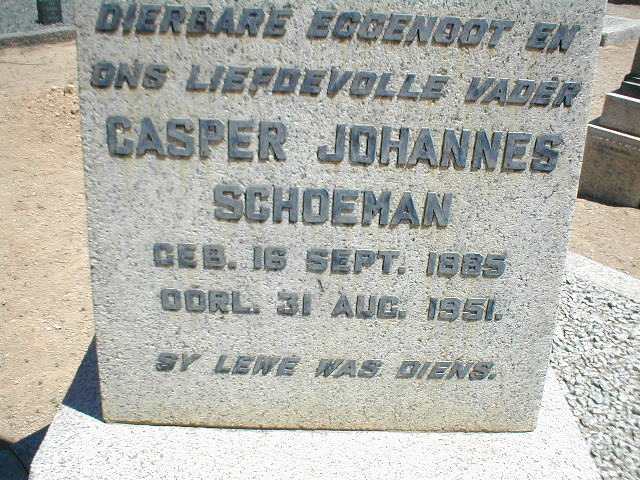 DIERBARE EGGENOOT EN
ONS LIEFDEVOLLE VADER
CASPER JOHANNES
SCHOEMAN
GEB. 16 SEPT. 1885
OORL. 31 AUG. 1951.
SY LEWE WAS DIENS.